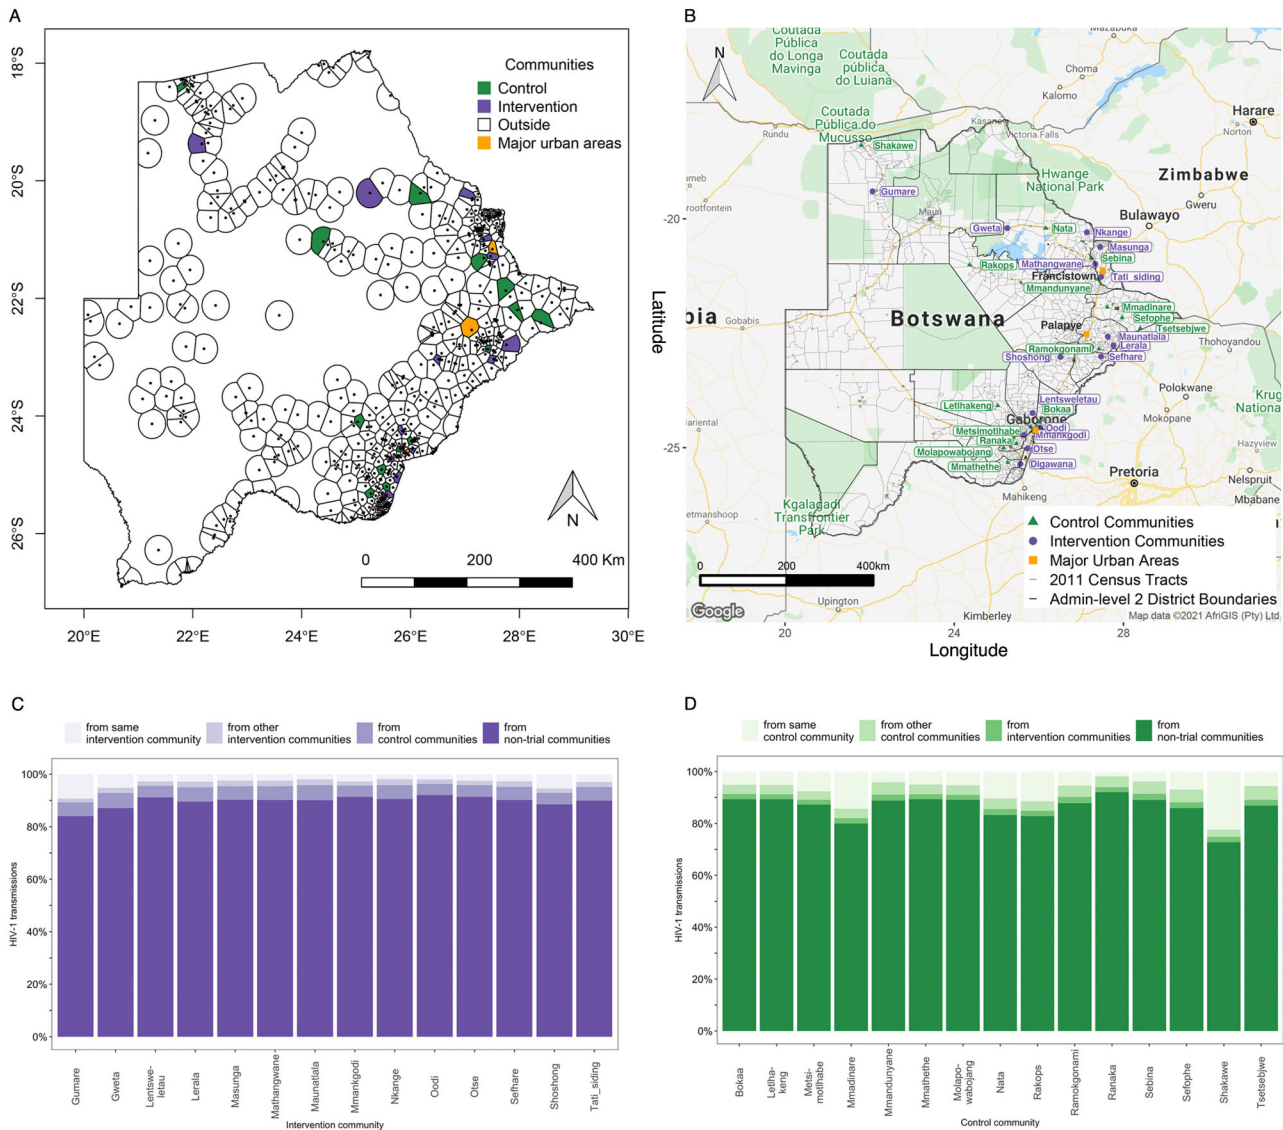 A
18°S
20°S
22°S
24°S
26°S
20°E
22°E
24°E
26°E
28°E
30°E
Communities
Control
Intervention
Outside
Major urban areas
N
0
200
400 Km
B
N
Coutada
Pública
do Longa
Mavinga
Coutada
pública
do Luiana
Coutada
Pública do
Mucusso
Mazabuka
Choma
Kalomo
Harare
Norton
Rundu
Kasane
Victoria Falls
Shakawe
Hwange
National Park
Zimbabwe
Gweru
Gumare
Bulawayo
Maun
Gweta
Nata
Nkange
Masunga
Sebina
Rakops
Mathangwane
Francistown
Tati_siding
Mmandunyane
Mmadinare
Sefophe
Tsetsebjwe
Botswana
Palapye
Maunatlala
Lerala
Ramokgonami
Shoshong
Sefhare
Thohoyandou
Gobabis
Polokwane
Mokopane
Letlhakeng
Lentsweletau
Bokaa
Gaborone
Oodi
Metsimotlhabe
Mmankgodi
Ranaka
Otse
Molapowabojang
Mmathethe
Digawana
Mahikeng
Pretoria
Hazyview
Nelspruit
Mbabane
Kgalagadi
Transfrontier
Park
Upington
Kimberley
-20
-25
20
24
28
Latitude
Longitude
0
200
400km
Control Communities
Intervention Communities
Major Urban Areas
2011 Census Tracts
Admin-level 2 District Boundaries
Google
Map data ©2021 AfriGIS (Pty) Ltd
C
from same
intervention community
from other
intervention communities
from
control communities
from
non-trial communities
HIV-1 transmissions
100%
80%
60%
40%
20%
0%
Gumare
Gweta
Lentswe-
letau
Lerala
Masunga
Mathangwane
Maunatlala
Mmankgodi
Nkange
Oodi
Otse
Sefhare
Shoshong
Tati_siding
Intervention community
D
from same
control community
from other
control communities
from
intervention communities
from
non-trial communities
HIV-1 transmissions
100%
80%
60%
40%
20%
0%
Bokaa
Letlha-
keng
Metsi-
motlhabe
Mmadinare
Mmandunyane
Mmathethe
Molapo-
wabojang
Nata
Rakops
Ramokgonami
Ranaka
Sebina
Sefophe
Shakawe
Tsetsebjwe
Control community